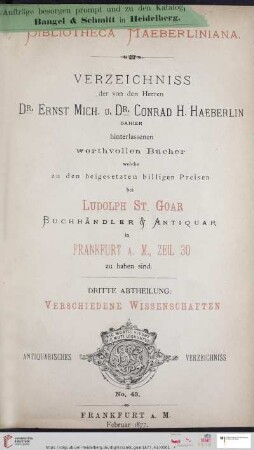 Aufträge besorgen prompt und zu den Katalog
Bangel & Schmitt in Heidelberg.
BIBLIOTHECA HAEBERLINIANA.
VERZEICHNISS
der von den Herren
DR. ERNST MICH. U. DR. CONRAD H. HAEBERLIN
DAHIER
hinterlassenen
werthvollen Bücher
welche
zu den beigesetzten billigen Preisen
bei
LUDOLPH ST. GOAR
BUCHHÄNDLER & ANTIQUAR
in
FRANKFURT A. M., ZEIL 30
zu haben sind.
DRITTE ABTHEILUNG:
VERSCHIEDENE WISSENSCHAFTEN
ANTIQUARISCHES VERZEICHNISS
No. 43.
FRANKFURT A. M.
Februar 1877.